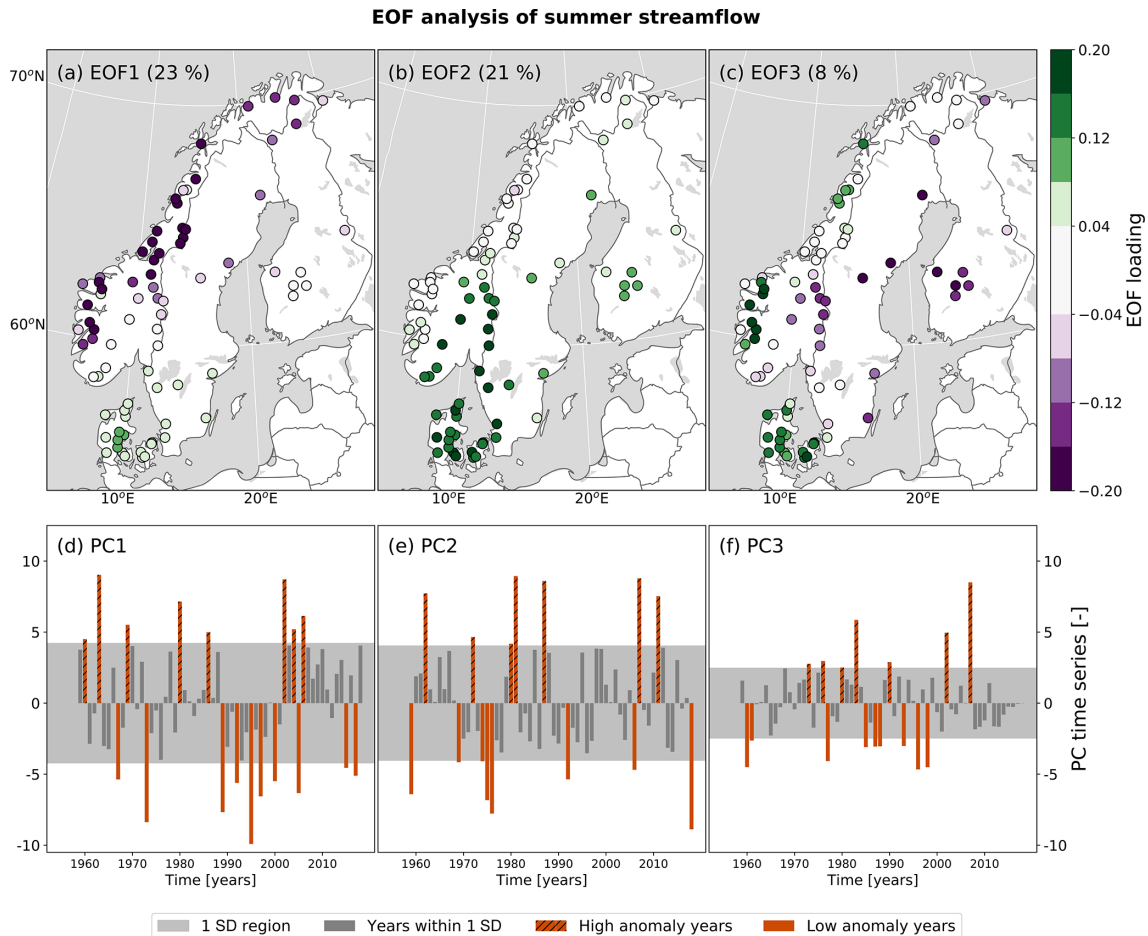 EOF analysis of summer streamflow
(a) EOF1 (23 %)
(b) EOF2 (21 %)
(c) EOF3 (8 %)
70°N
60°N
10°E
20°E
10°E
20°E
10°E
20°E
0.20
0.12
0.04
−0.04
−0.12
−0.20
EOF loading
(d) PC1
(e) PC2
(f) PC3
10
5
0
-5
-10
10
5
0
-5
-10
PC time series [-]
1960 1970 1980 1990 2000 2010
1960 1970 1980 1990 2000 2010
1960 1970 1980 1990 2000 2010
Time [years]
Time [years]
Time [years]
1 SD region
Years within 1 SD
High anomaly years
Low anomaly years